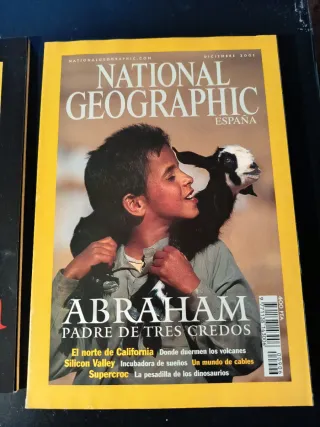 NATIONALGEOGRAPHIC.COM DICIEMBRE 2001
NATIONAL
GEOGRAPHIC
ESPAÑA
ABRAHAM
PADRE DE TRES CREDOS
El norte de California Donde duermen los volcanes
Silicon Valley Incubadora de sueños Un mundo de cables
Supercroc La pesadilla de los dinosaurios